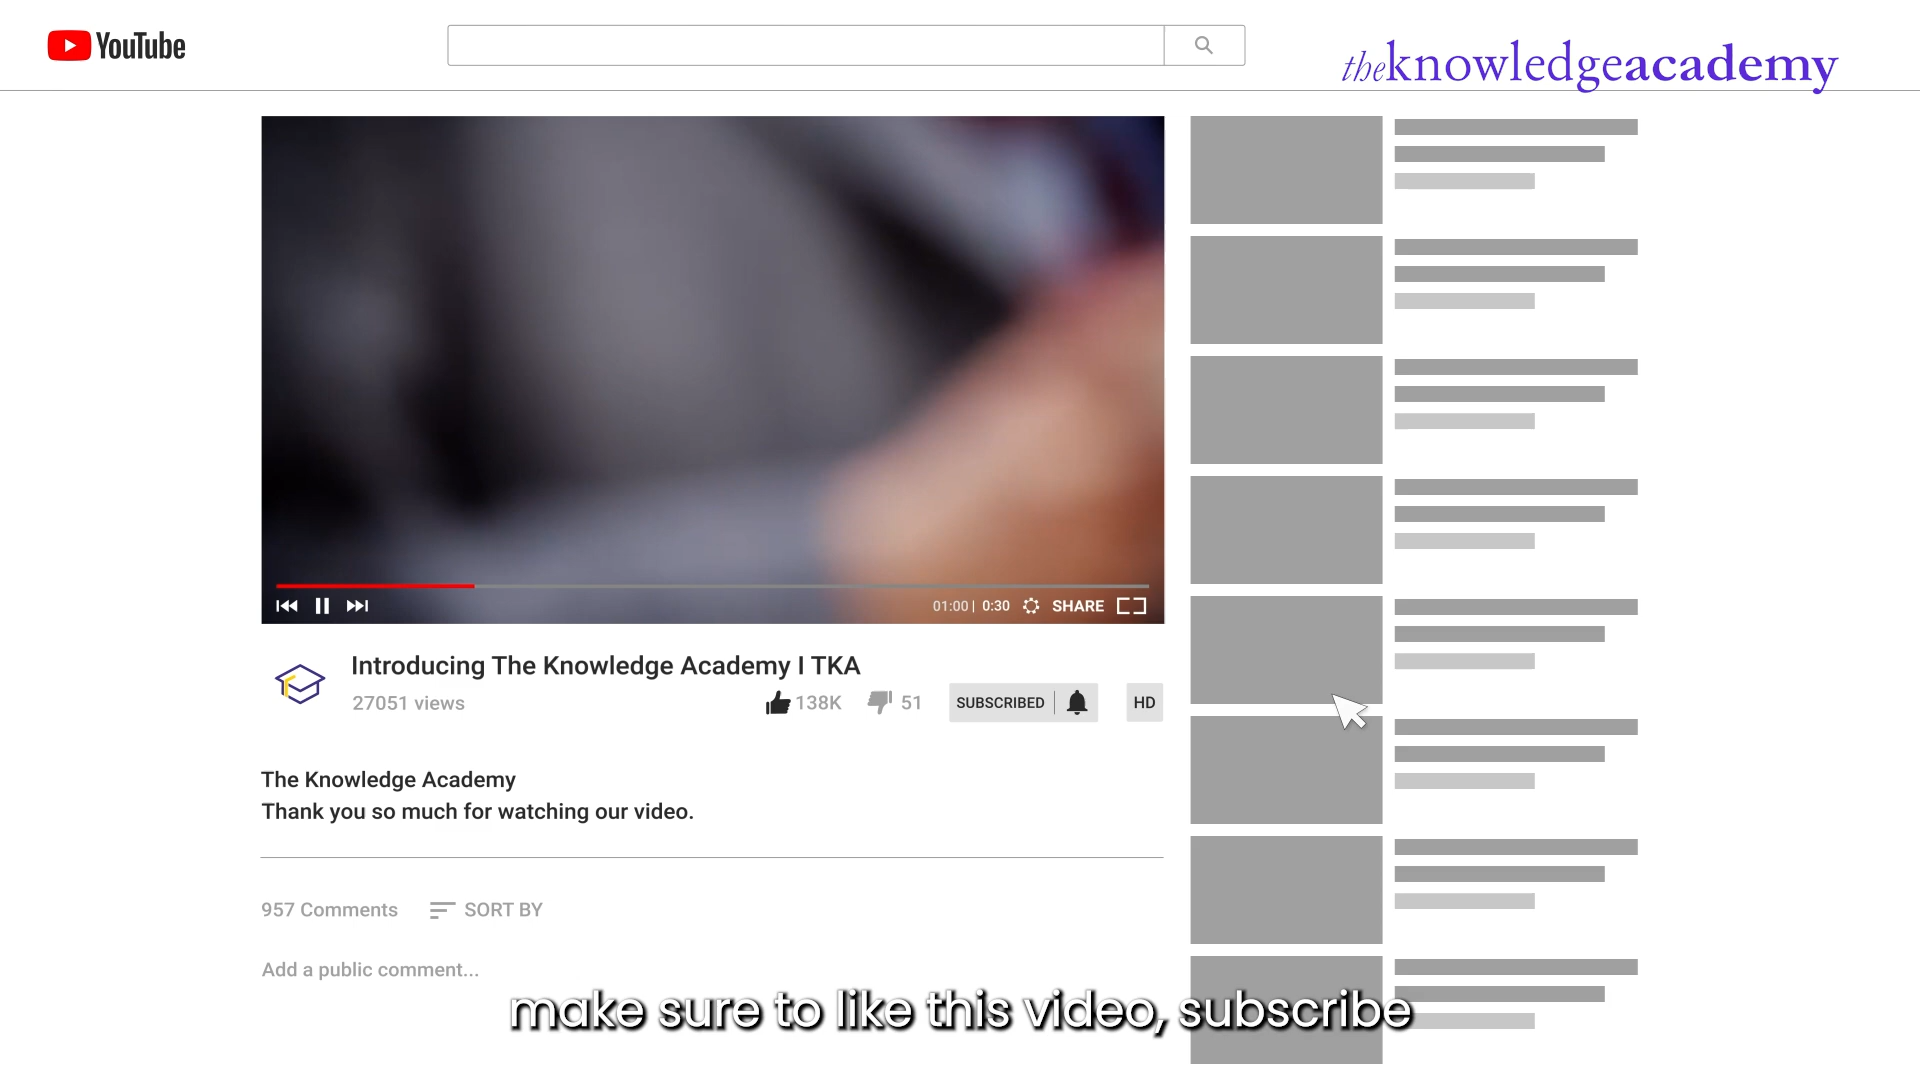 YouTube
theknowledgeacademy
01:00 | 0:30 SHARE
Introducing The Knowledge Academy I TKA
27051 views
138K 51 SUBSCRIBED HD
The Knowledge Academy
Thank you so much for watching our video.
957 Comments SORT BY
Add a public comment...
make sure to like this video, subscribe